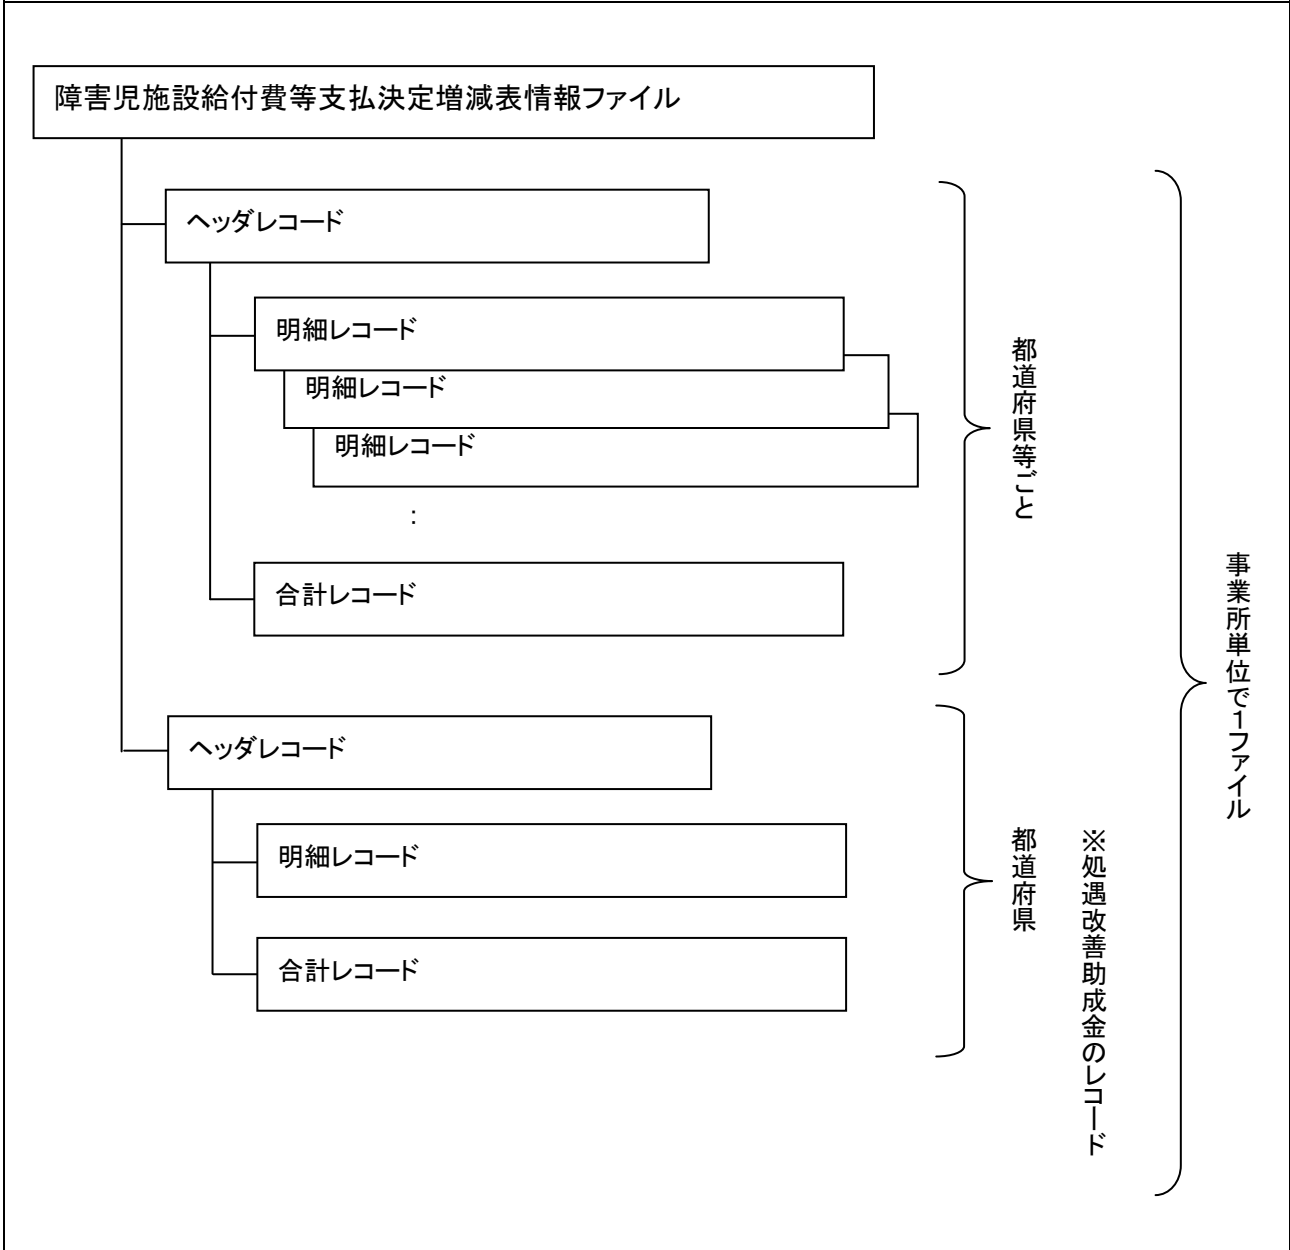 障害児施設給付費等支払決定増減表情報ファイル
ヘッダレコード
明細レコード
明細レコード
明細レコード
:
合計レコード
都道府県等ごと
ヘッダレコード
明細レコード
合計レコード
都道府県
※処遇改善助成金のレコード
事業所単位で1ファイル